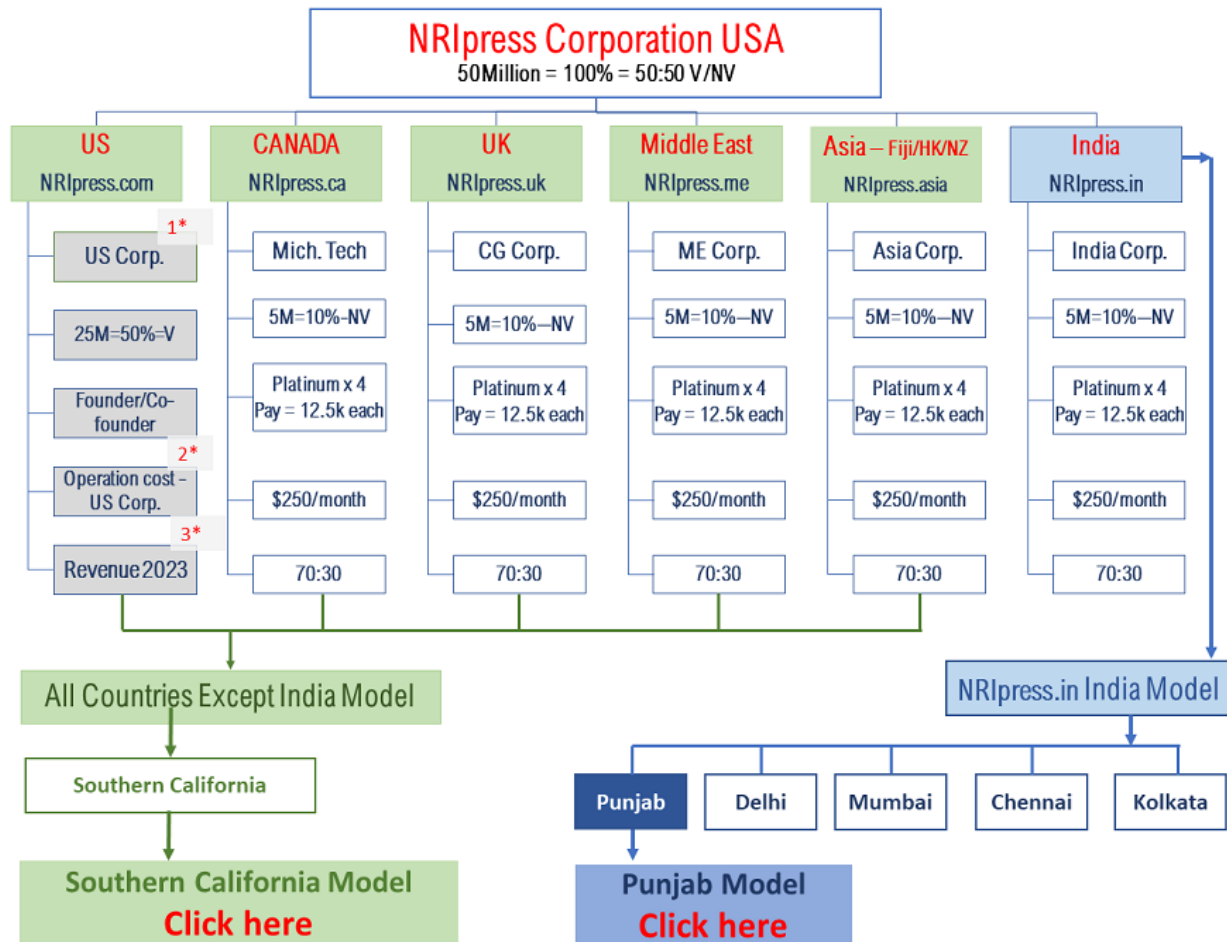 NRIpress Corporation USA
50Million = 100% = 50:50 V/NV
US
NRIpress.com
CANADA
NRIpress.ca
UK
NRIpress.uk
Middle East
NRIpress.me
Asia – Fiji/HK/NZ
NRIpress.asia
India
NRIpress.in
1*
US Corp.
25M=50%=V
Founder/Co-
founder
2*
Operation cost –
US Corp.
3*
Revenue 2023
Mich. Tech
5M=10%–NV
Platinum x 4
Pay = 12.5k each
$250/month
70:30
CG Corp.
5M=10%—NV
Platinum x 4
Pay = 12.5k each
$250/month
70:30
ME Corp.
5M=10%—NV
Platinum x 4
Pay = 12.5k each
$250/month
70:30
Asia Corp.
5M=10%—NV
Platinum x 4
Pay = 12.5k each
$250/month
70:30
India Corp.
5M=10%—NV
Platinum x 4
Pay = 12.5k each
$250/month
70:30
All Countries Except India Model
NRIpress.in India Model
Southern California
Punjab
Delhi
Mumbai
Chennai
Kolkata
Southern California Model
Click here
Punjab Model
Click here